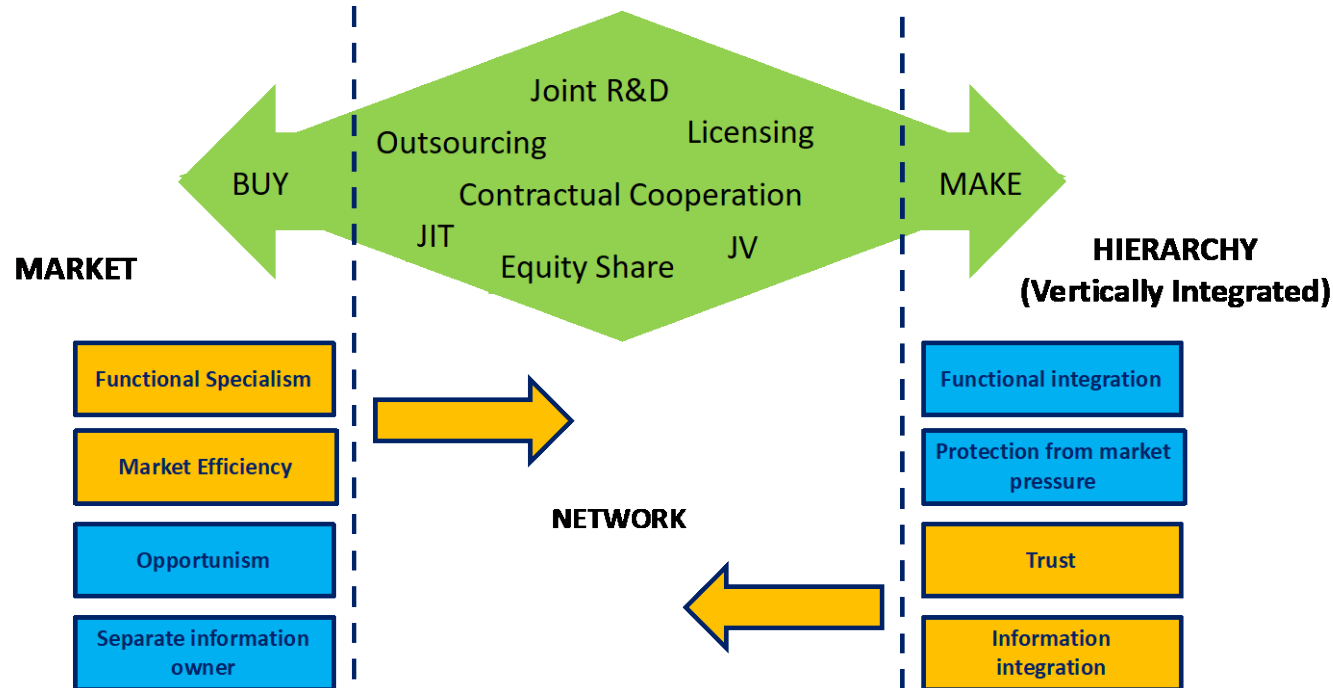 Joint R&D
Outsourcing
Licensing
BUY
Contractual Cooperation
MAKE
JIT
JV
Equity Share
MARKET
HIERARCHY
(Vertically Integrated)
Functional Specialism
Functional integration
Market Efficiency
Protection from market
pressure
NETWORK
Opportunism
Trust
Separate information
owner
Information
integration